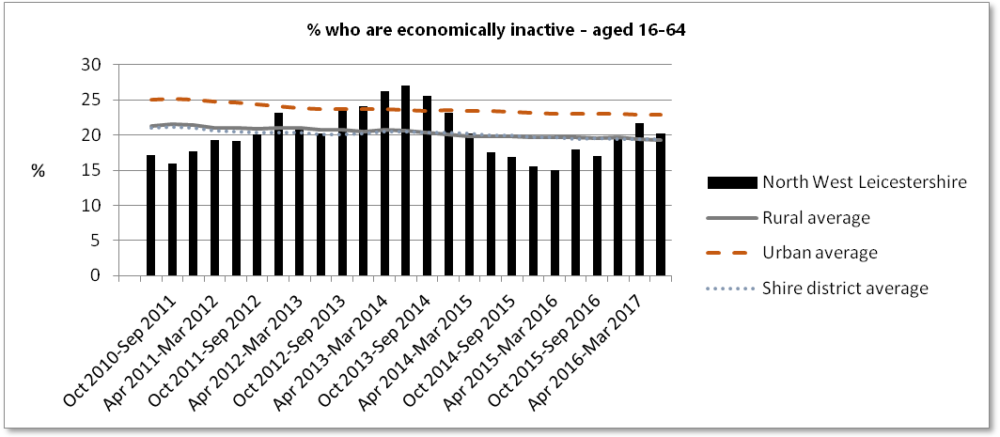 % who are economically inactive - aged 16-64
30
25
20
15
10
5
0
%
Oct 2010-Sep 2011
Apr 2011-Mar 2012
Oct 2011-Sep 2012
Apr 2012-Mar 2013
Oct 2012-Sep 2013
Apr 2013-Mar 2014
Oct 2013-Sep 2014
Apr 2014-Mar 2015
Oct 2014-Sep 2015
Apr 2015-Mar 2016
Oct 2015-Sep 2016
Apr 2016-Mar 2017
North West Leicestershire
Rural average
Urban average
Shire district average